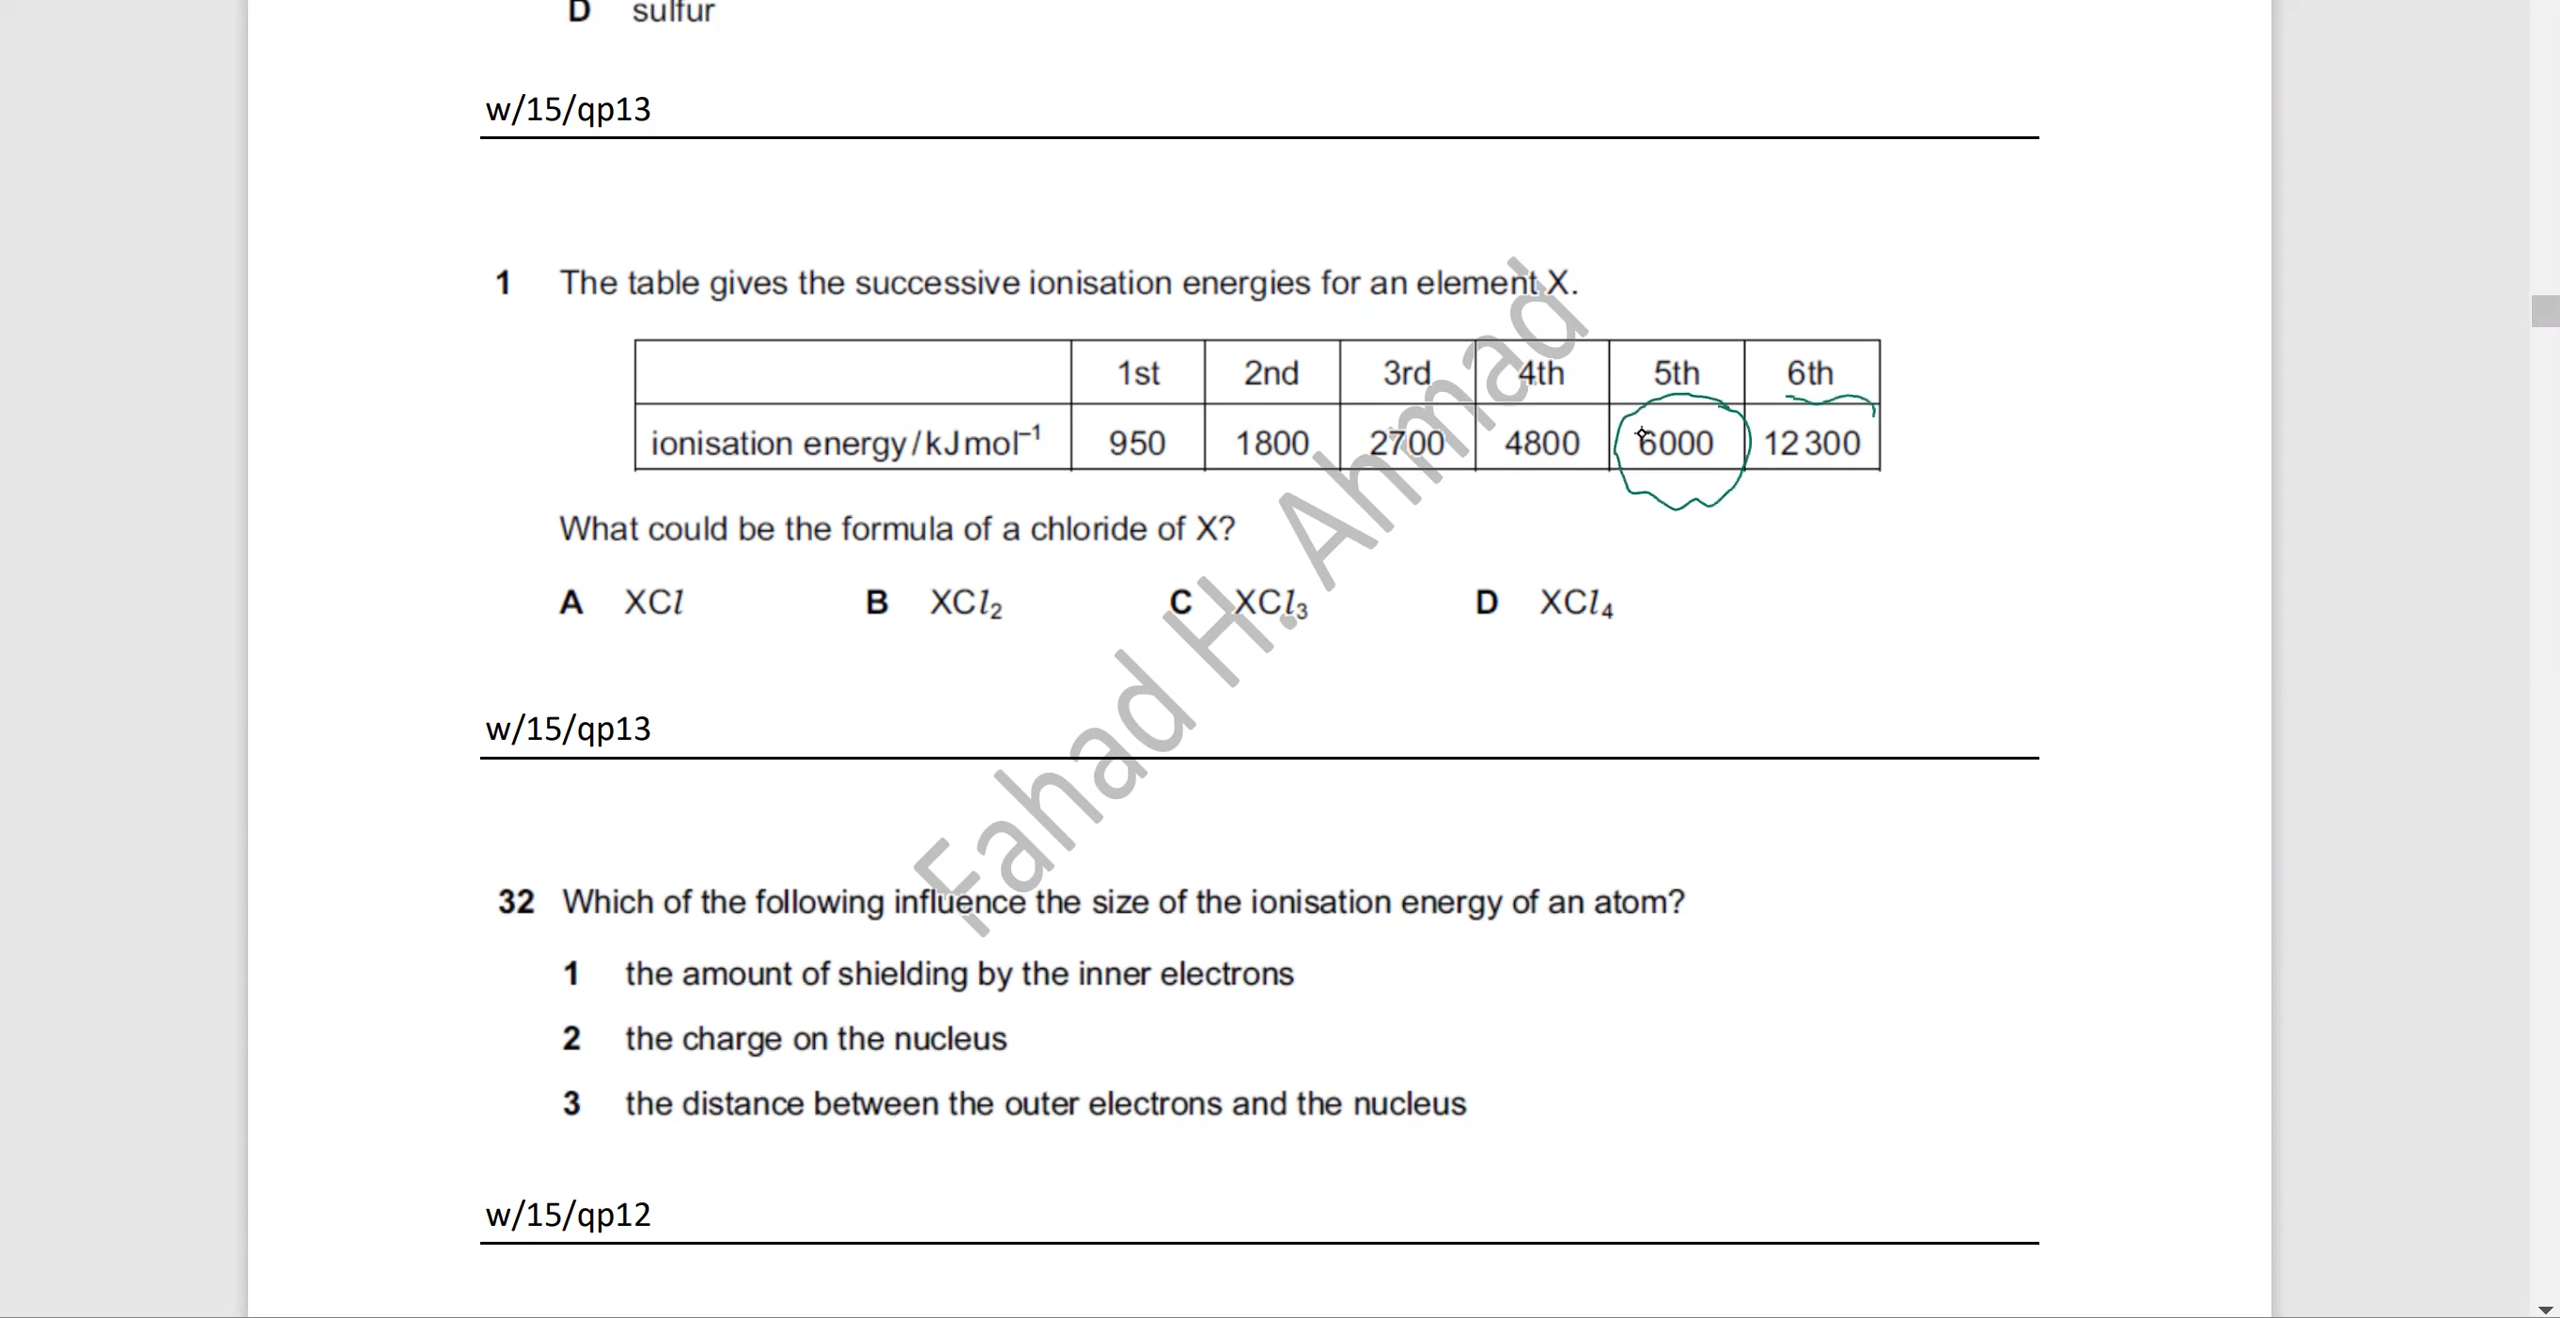 D sulfur
w/15/qp13
1 The table gives the successive ionisation energies for an element X.
1st 2nd 3rd 4th 5th 6th
ionisation energy/kJmol⁻¹ 950 1800 2700 4800 6000 12300
What could be the formula of a chloride of X?
A XCl B XCl₂ C XCl₃ D XCl₄
w/15/qp13
32 Which of the following influence the size of the ionisation energy of an atom?
1 the amount of shielding by the inner electrons
2 the charge on the nucleus
3 the distance between the outer electrons and the nucleus
w/15/qp12
Fahad H. Ahmad